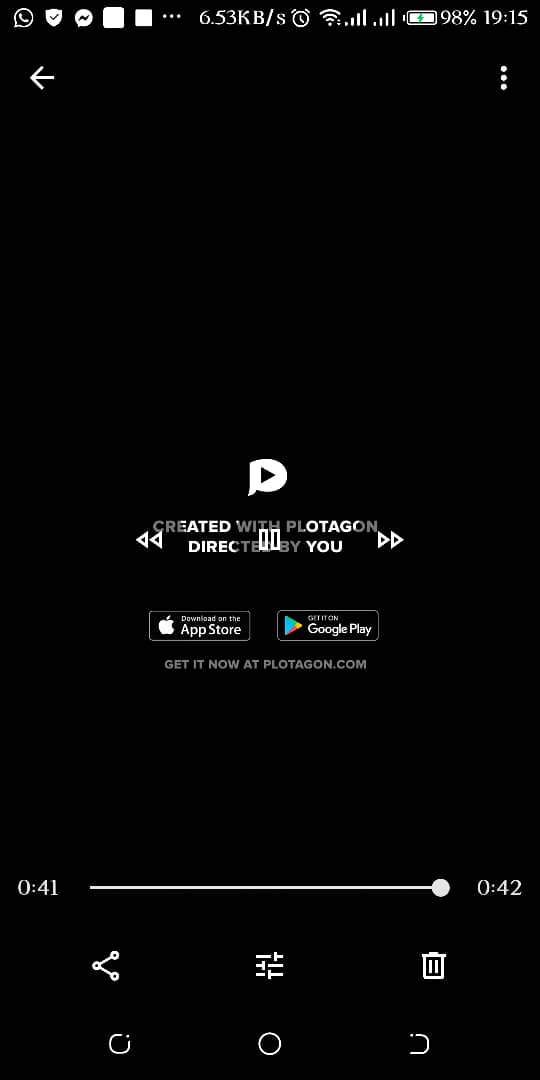 6.53KB/s 98% 19:15
CREATED WITH PLOTAGON
DIRECTED BY YOU
Download on the
App Store
GET IT ON
Google Play
GET IT NOW AT PLOTAGON.COM
0:41 0:42